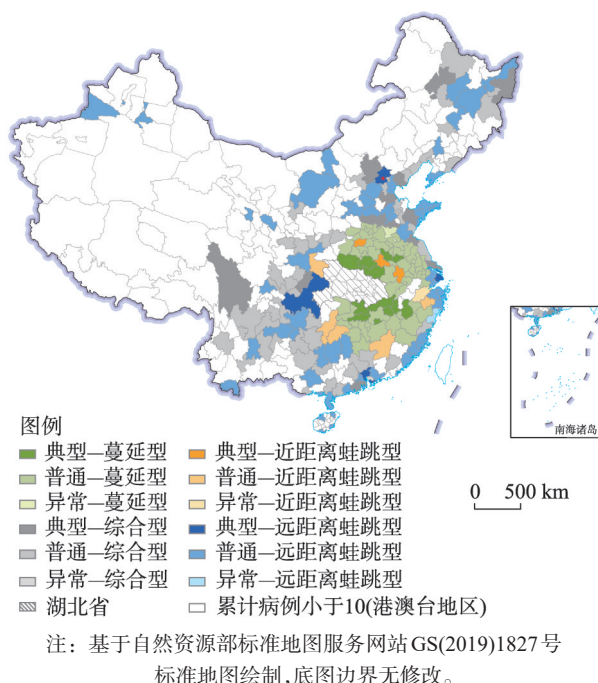 南海诸岛
图例
典型—蔓延型 典型—近距离蛙跳型
普通—蔓延型 普通—近距离蛙跳型
异常—蔓延型 异常—近距离蛙跳型
典型—综合型 典型—远距离蛙跳型
普通—综合型 普通—远距离蛙跳型
异常—综合型 异常—远距离蛙跳型
湖北省 累计病例小于10(港澳台地区)
0 500 km
注：基于自然资源部标准地图服务网站GS(2019)1827号
标准地图绘制,底图边界无修改。